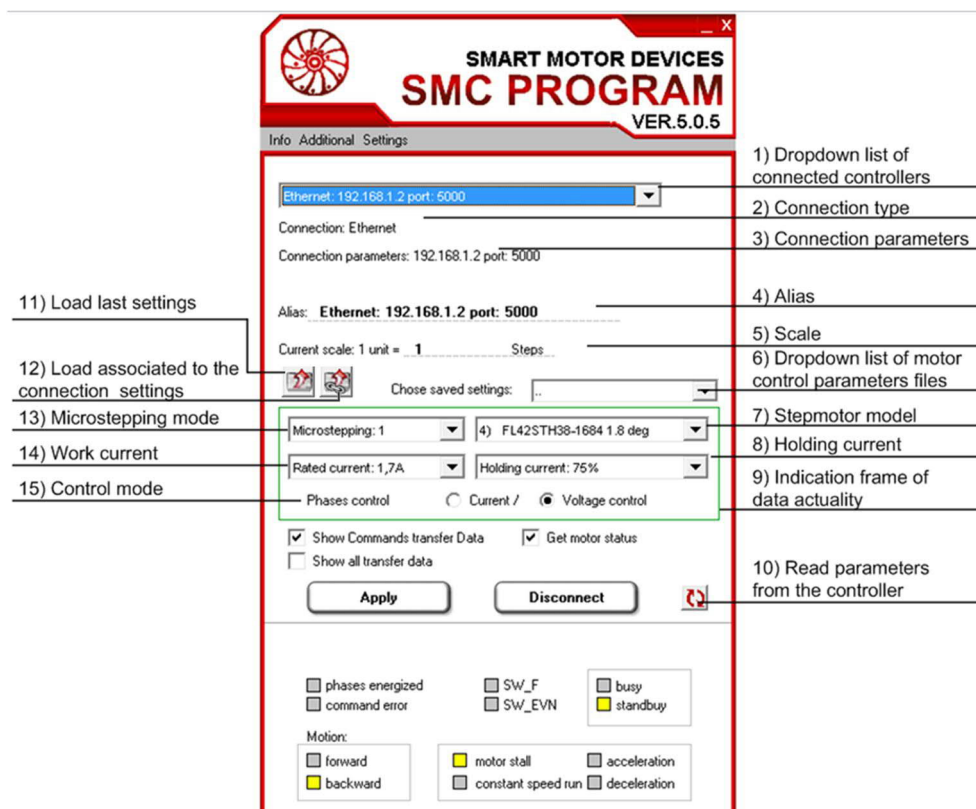 _ X
SMART MOTOR DEVICES
SMC PROGRAM
VER.5.0.5
Info Additional Settings
1) Dropdown list of
connected controllers
Ethernet: 192.168.1.2 port: 5000
2) Connection type
Connection: Ethernet
3) Connection parameters
Connection parameters: 192.168.1.2 port: 5000
11) Load last settings
4) Alias
Alias: Ethernet: 192.168.1.2 port: 5000
5) Scale
Current scale: 1 unit = 1 Steps
12) Load associated to the
connection settings
6) Dropdown list of motor
control parameters files
Chose saved settings: ..
13) Microstepping mode
7) Stepmotor model
Microstepping: 1
4) FL42STH38-1684 1.8 deg
14) Work current
8) Holding current
Rated current: 1,7A
Holding current: 75%
15) Control mode
9) Indication frame of
data actuality
Phases control Current / Voltage control
Show Commands transfer Data Get motor status
Show all transfer data
10) Read parameters
from the controller
Apply Disconnect
phases energized SW_F busy
command error SW_EVN standbuy
Motion:
forward motor stall acceleration
backward constant speed run deceleration